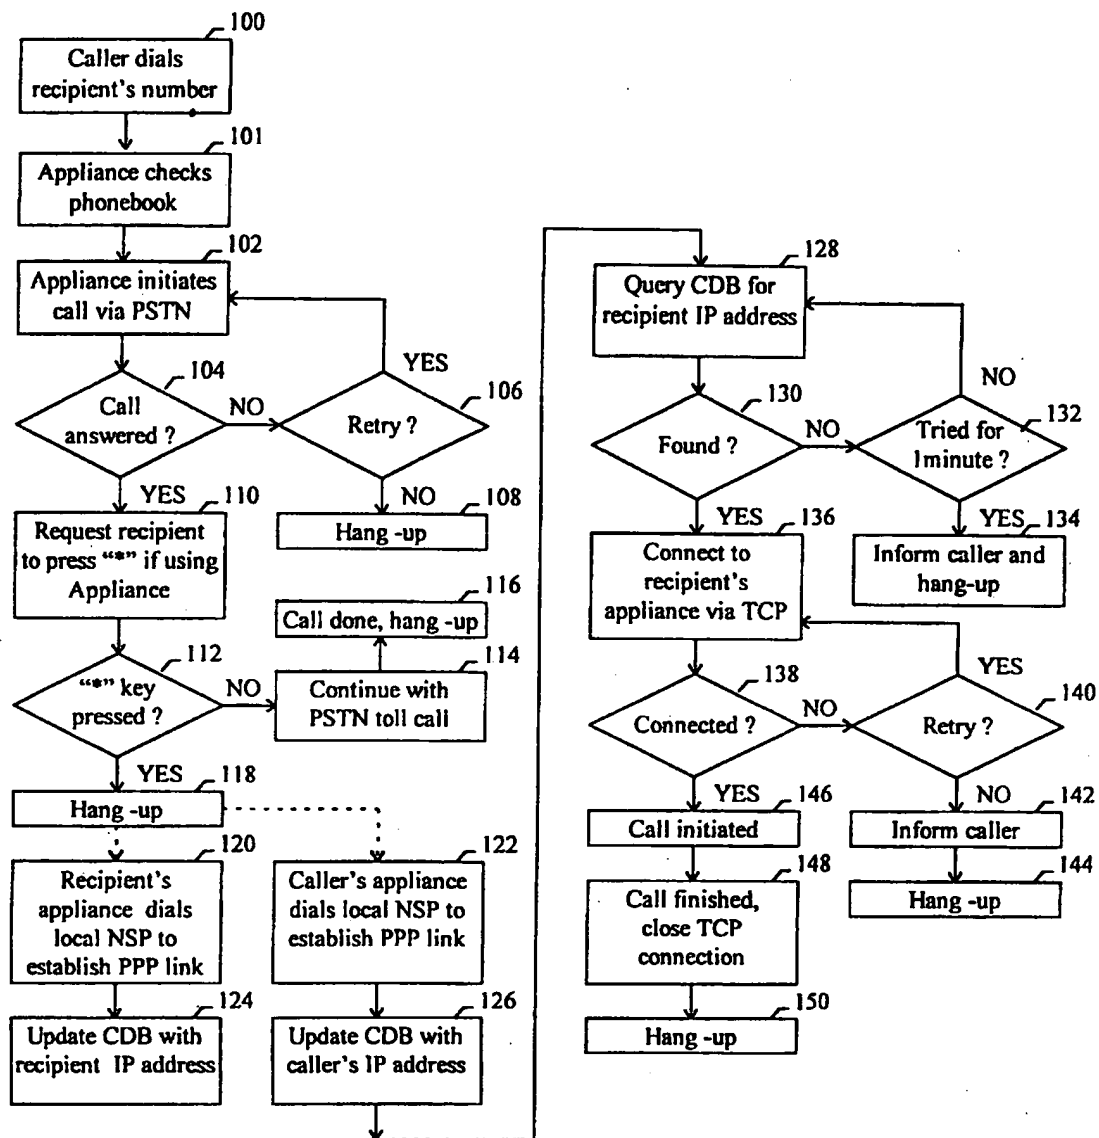 100
Caller dials
recipient's number
101
Appliance checks
phonebook
102
Appliance initiates
call via PSTN
104
Call
answered ?
NO
YES
106
Retry ?
YES
NO
108
Hang -up
110
Request recipient
to press "*" if using
Appliance
112
"*" key
pressed ?
NO
114
Continue with
PSTN toll call
116
Call done, hang -up
YES
118
Hang -up
120
Recipient's
appliance dials
local NSP to
establish PPP link
122
Caller's appliance
dials local NSP to
establish PPP link
124
Update CDB with
recipient IP address
126
Update CDB with
caller's IP address
128
Query CDB for
recipient IP address
130
Found ?
NO
132
Tried for
1minute ?
NO
YES
134
Inform caller and
hang-up
YES
136
Connect to
recipient's
appliance via TCP
138
Connected ?
NO
140
Retry ?
YES
NO
142
Inform caller
144
Hang -up
YES
146
Call initiated
148
Call finished,
close TCP
connection
150
Hang -up